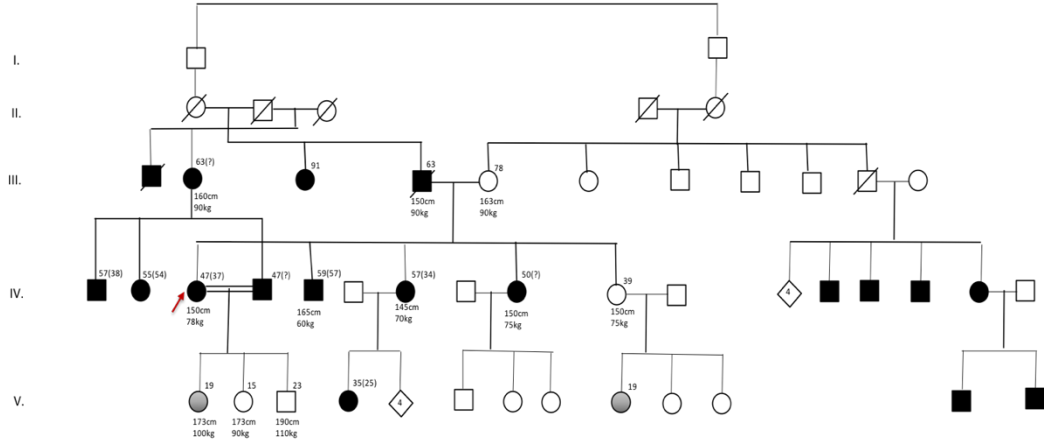 I.
II.
III.
63(?)
91
63
78
160cm
90kg
150cm
90kg
163cm
90kg
IV.
57(38)
55(54)
47(37)
47(?)
59(57)
57(34)
50(?)
39
4
150cm
78kg
165cm
60kg
145cm
70kg
150cm
75kg
150cm
75kg
V.
19
15
23
35(25)
4
19
173cm
100kg
173cm
90kg
190cm
110kg